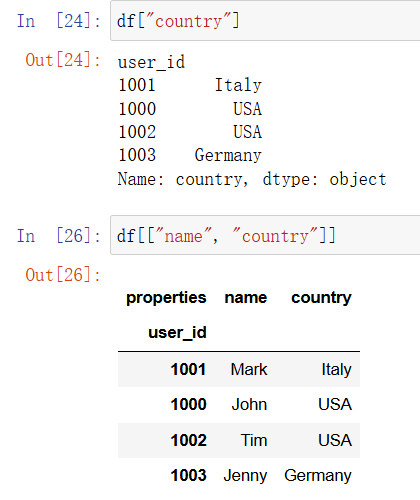 In [24]: df["country"]
Out[24]: user_id
1001 Italy
1000 USA
1002 USA
1003 Germany
Name: country, dtype: object
In [26]: df[["name", "country"]]
Out[26]:
properties name country
user_id
1001 Mark Italy
1000 John USA
1002 Tim USA
1003 Jenny Germany